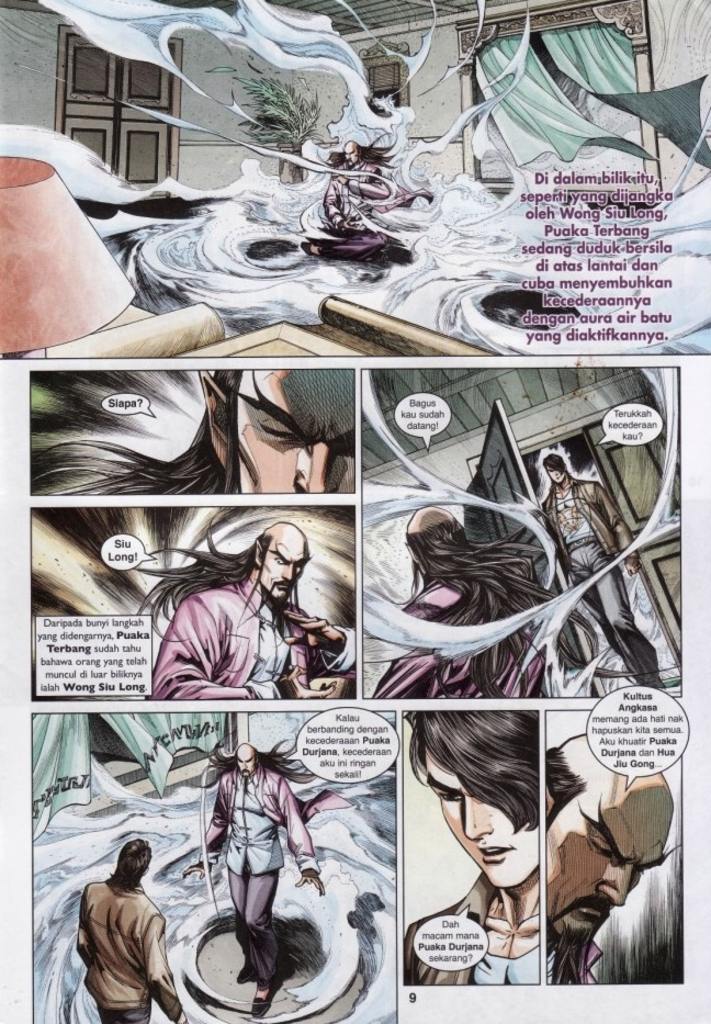 Di dalam bilik itu,
seperti yang dijangka
oleh Wong Siu Long,
Puaka Terbang
sedang duduk bersila
di atas lantai dan
cuba menyembuhkan
kecederaannya
dengan aura air batu
yang diaktifkannya.
Siapa?
Siu
Long!
Daripada bunyi langkah
yang didengarnya, Puaka
Terbang sudah tahu
bahawa orang yang telah
muncul di luar biliknya
ialah Wong Siu Long.
Bagus
kau sudah
datang!
Terukkah
kecederaan
kau?
Kalau
berbanding dengan
kecederaaan Puaka
Durjana, kecederaan
aku ini ringan
sekali!
Dah
macam mana
Puaka Durjana
sekarang?
Kultus
Angkasa
memang ada hati nak
hapuskan kita semua.
Aku khuatir Puaka
Durjana dan Hua
Jiu Gong...
9